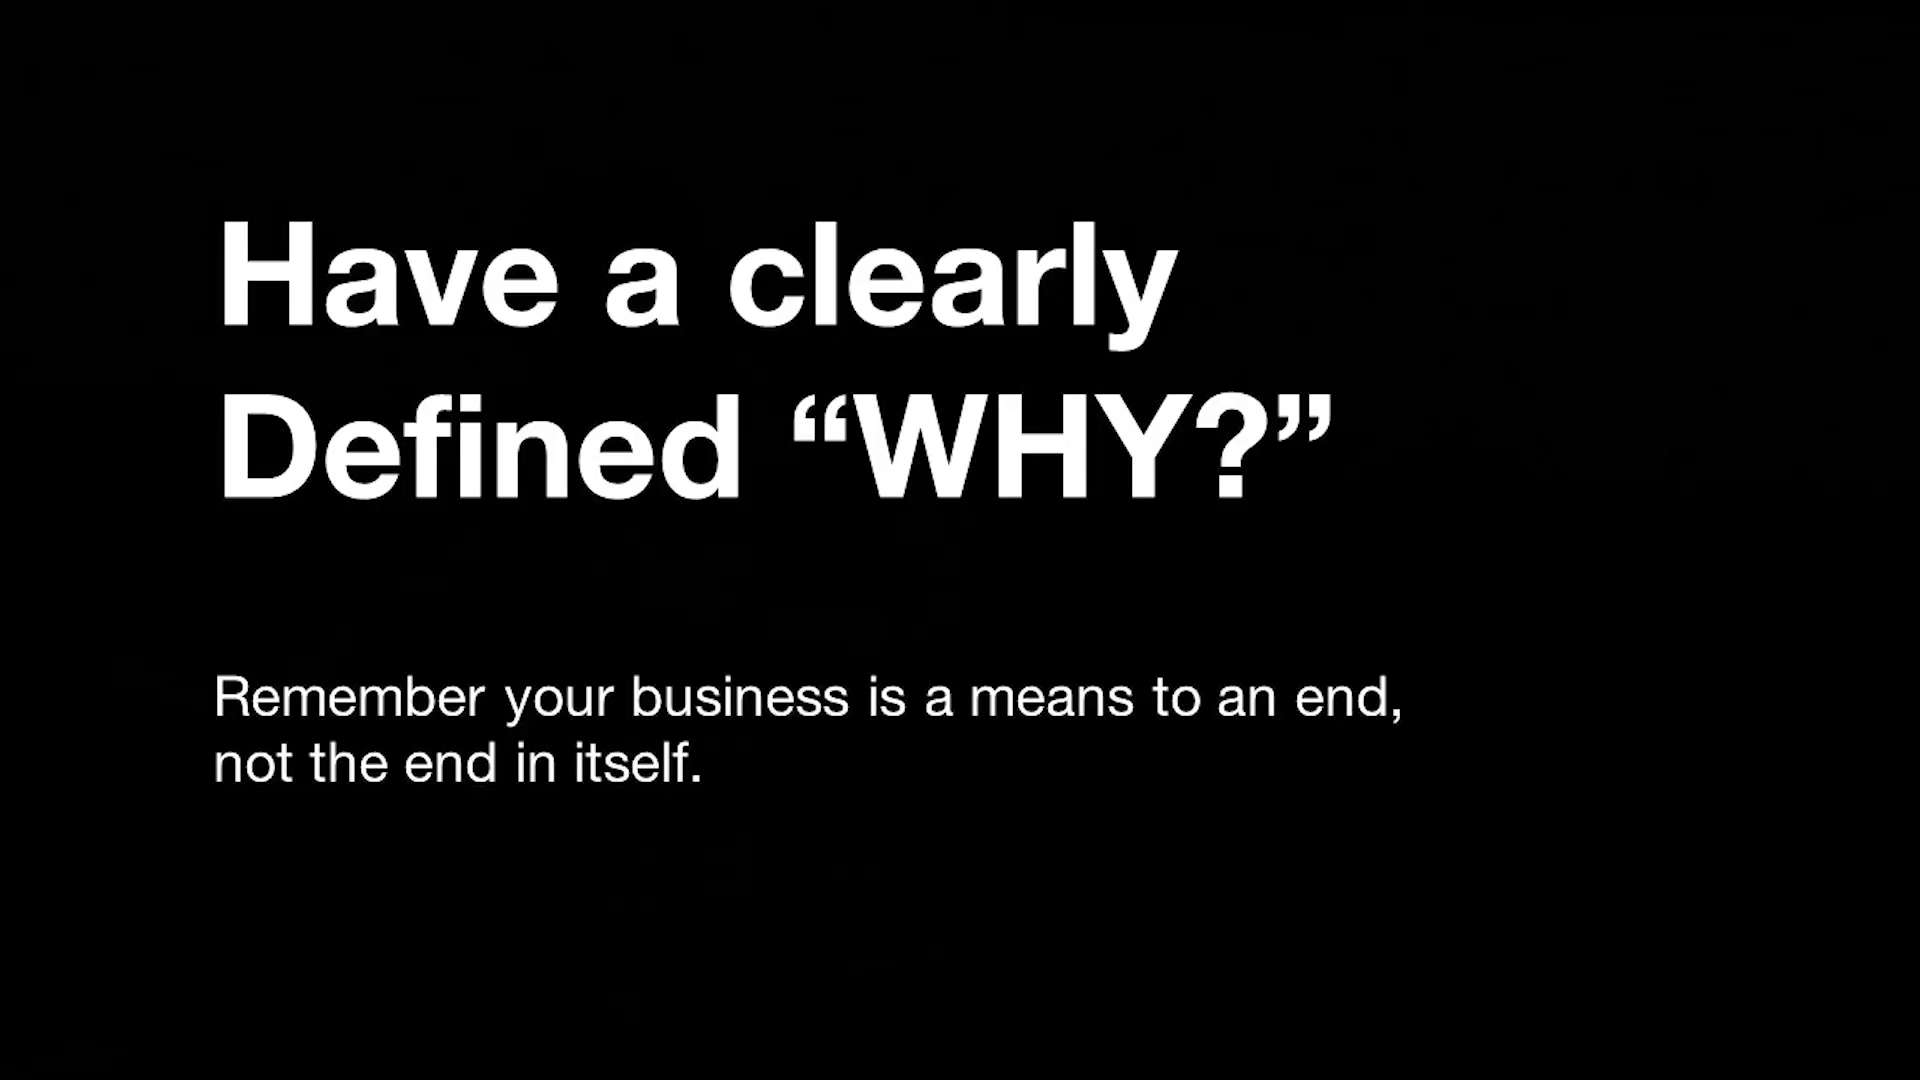 Have a clearly
Defined “WHY?”
Remember your business is a means to an end,
not the end in itself.